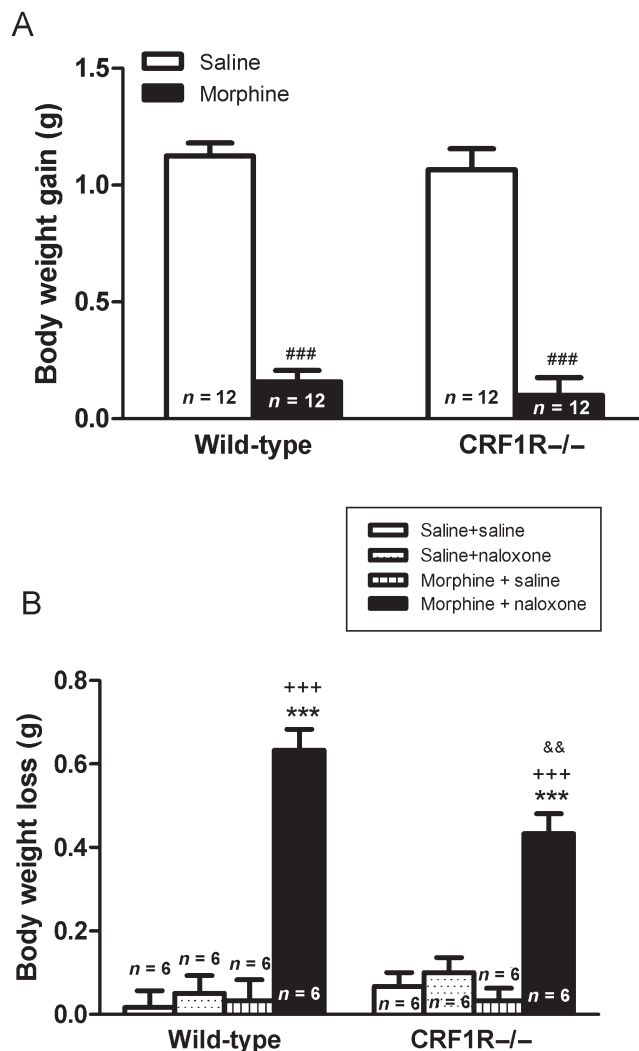 A
Saline
Morphine
1.5
1.0
0.5
0.0
Body weight gain (g)
###
###
n = 12
n = 12
n = 12
n = 12
Wild-type
CRF1R–/–
Saline+saline
Saline+naloxone
Morphine + saline
Morphine + naloxone
B
0.8
0.6
0.4
0.2
0.0
Body weight loss (g)
+++
***
&&
+++
***
n = 6
n = 6
n = 6
n = 6
n = 6
n = 6
n = 6
n = 6
Wild-type
CRF1R–/–